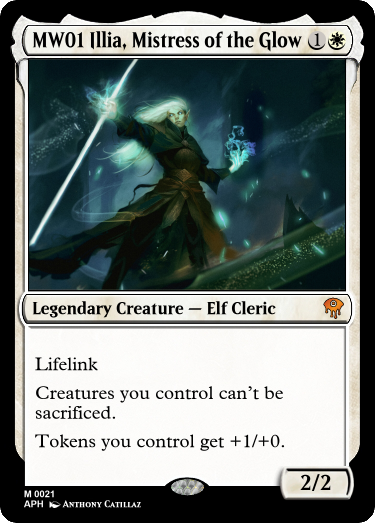 MW01 Illia, Mistress of the Glow 1
Legendary Creature — Elf Cleric
Lifelink
Creatures you control can't be
sacrificed.
Tokens you control get +1/+0.
2/2
M 0021
APH Anthony Catillaz